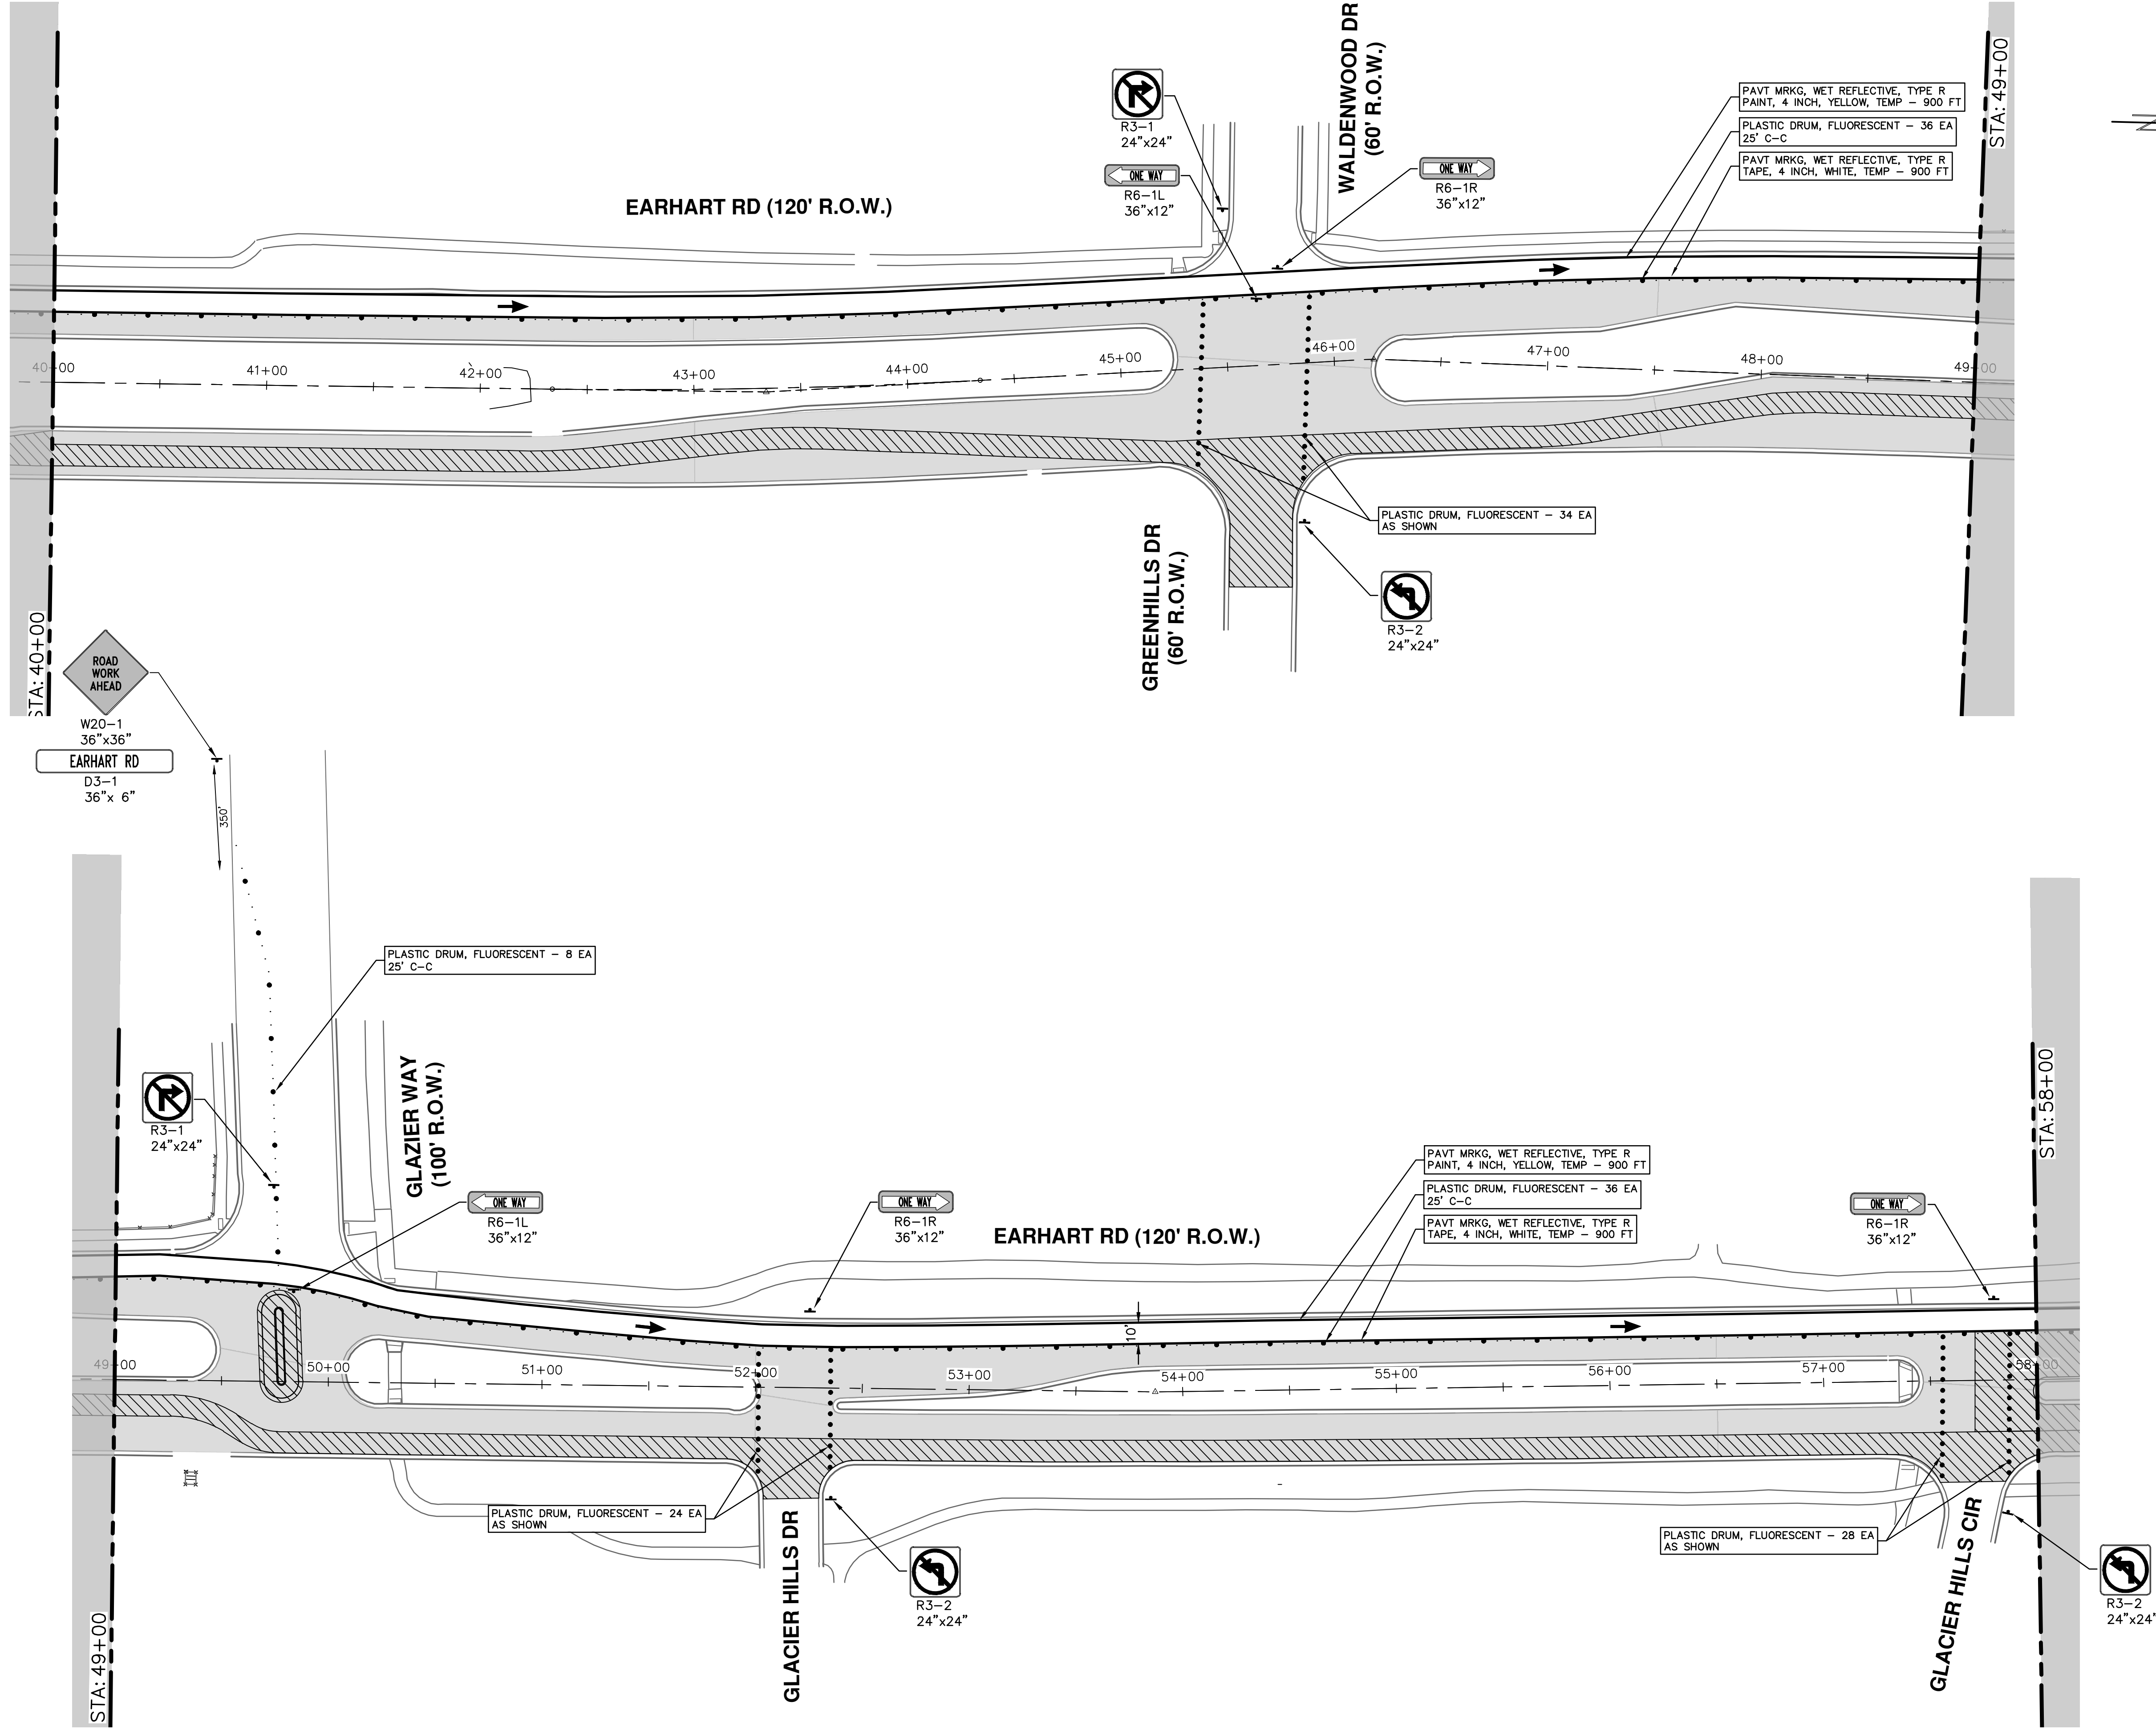 WALDENWOOD DR
(60' R.O.W.)
STA: 49+00
R3-1
24"x24"
ONE WAY
R6-1L
36"x12"
ONE WAY
R6-1R
36"x12"
PAVT MRKG, WET REFLECTIVE, TYPE R
PAINT, 4 INCH, YELLOW, TEMP - 900 FT
PLASTIC DRUM, FLUORESCENT - 36 EA
25' C-C
PAVT MRKG, WET REFLECTIVE, TYPE R
TAPE, 4 INCH, WHITE, TEMP - 900 FT
EARHART RD (120' R.O.W.)
40+00
41+00
42+00
43+00
44+00
45+00
46+00
47+00
48+00
49+00
PLASTIC DRUM, FLUORESCENT - 34 EA
AS SHOWN
GREENHILLS DR
(60' R.O.W.)
R3-2
24"x24"
STA: 40+00
ROAD
WORK
AHEAD
W20-1
36"x36"
EARHART RD
D3-1
36"x 6"
350'
PLASTIC DRUM, FLUORESCENT - 8 EA
25' C-C
R3-1
24"x24"
GLAZIER WAY
(100' R.O.W.)
ONE WAY
R6-1L
36"x12"
ONE WAY
R6-1R
36"x12"
EARHART RD (120' R.O.W.)
PAVT MRKG, WET REFLECTIVE, TYPE R
PAINT, 4 INCH, YELLOW, TEMP - 900 FT
PLASTIC DRUM, FLUORESCENT - 36 EA
25' C-C
PAVT MRKG, WET REFLECTIVE, TYPE R
TAPE, 4 INCH, WHITE, TEMP - 900 FT
ONE WAY
R6-1R
36"x12"
STA: 58+00
10'
49+00
50+00
51+00
52+00
53+00
54+00
55+00
56+00
57+00
58+00
PLASTIC DRUM, FLUORESCENT - 24 EA
AS SHOWN
GLACIER HILLS DR
R3-2
24"x24"
PLASTIC DRUM, FLUORESCENT - 28 EA
AS SHOWN
GLACIER HILLS CIR
R3-2
24"x24"
STA: 49+00